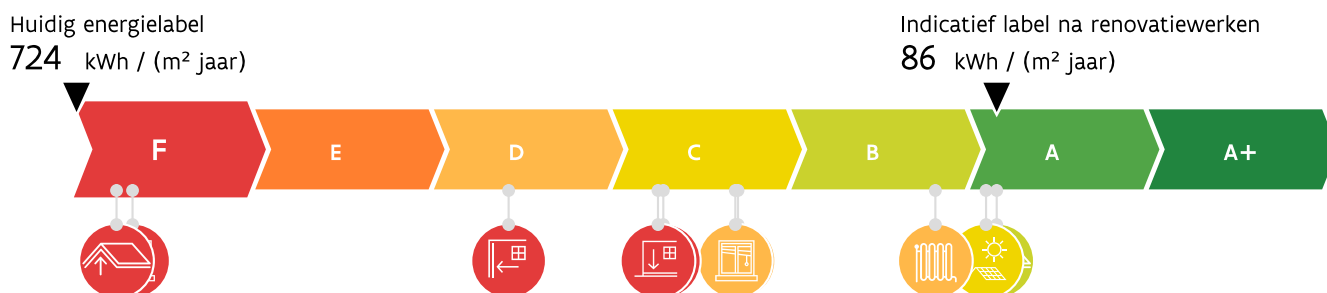 Huidig energielabel
724 kWh / (m² jaar)
Indicatief label na renovatiewerken
86 kWh / (m² jaar)
F E D C B A A+